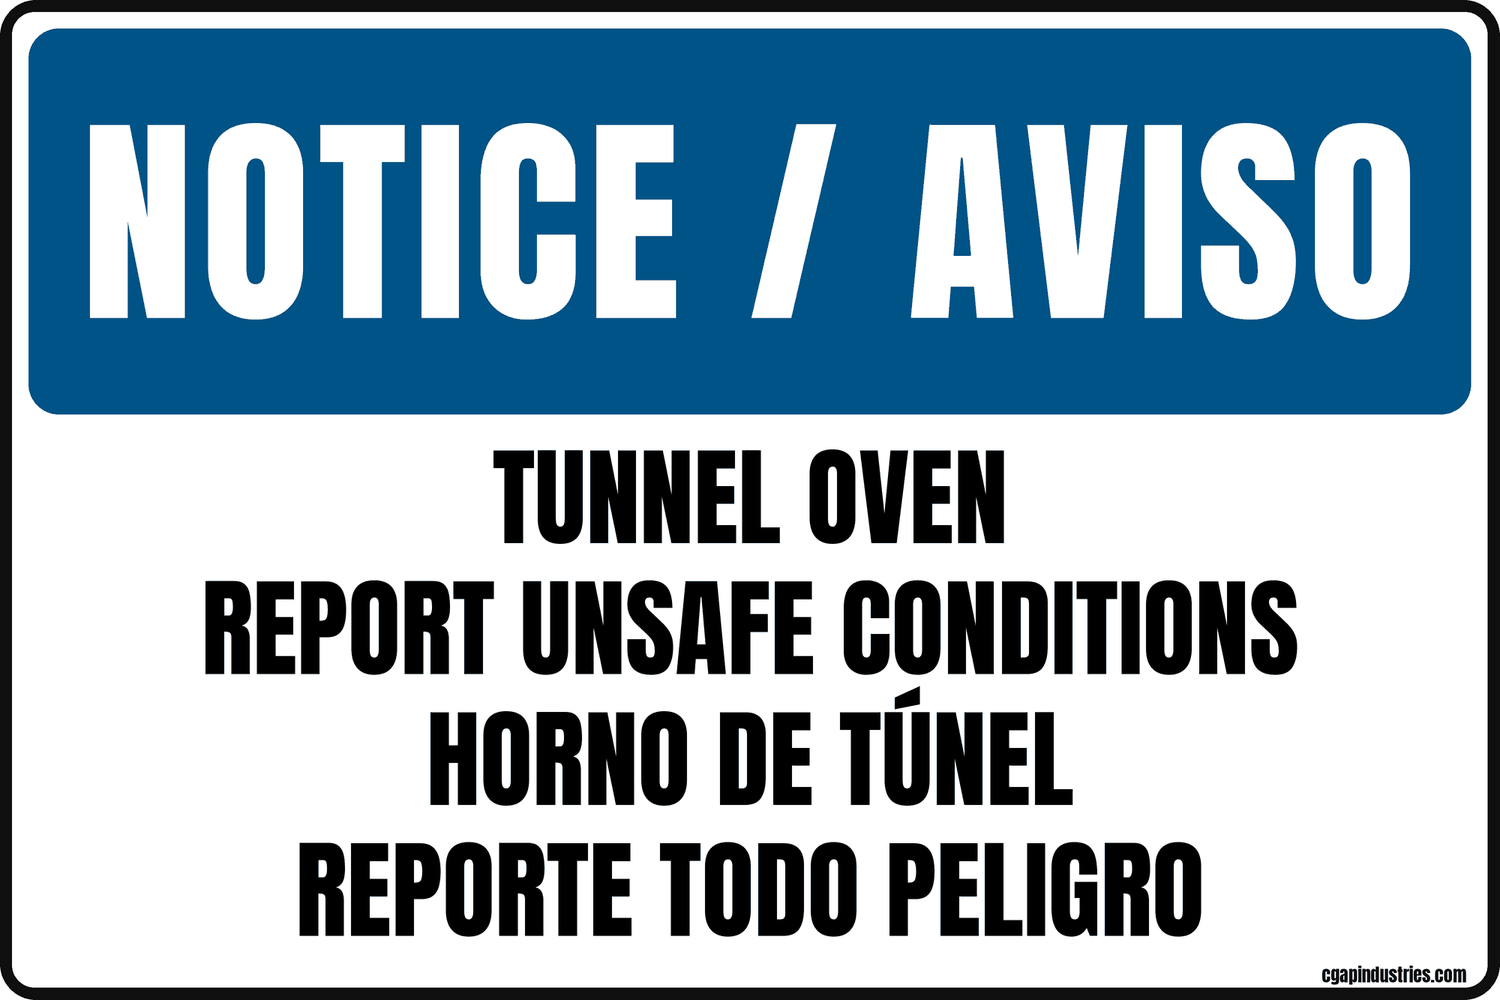 NOTICE / AVISO
TUNNEL OVEN
REPORT UNSAFE CONDITIONS
HORNO DE TÚNEL
REPORTE TODO PELIGRO
cgapindustries.com